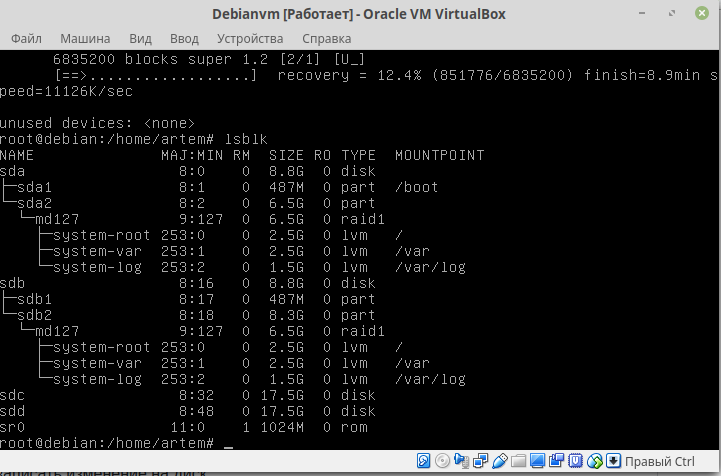 Debianvm [Работает] - Oracle VM VirtualBox
Файл Машина Вид Ввод Устройства Справка
6835200 blocks super 1.2 [2/1] [U_]
[==>..................] recovery = 12.4% (851776/6835200) finish=8.9min s
peed=11126K/sec
unused devices: <none>
root@debian:/home/artem# lsblk
NAME MAJ:MIN RM SIZE RO TYPE MOUNTPOINT
sda 8:0 0 8.8G 0 disk
├─sda1 8:1 0 487M 0 part /boot
└─sda2 8:2 0 6.5G 0 part
└─md127 9:127 0 6.5G 0 raid1
├─system-root 253:0 0 2.5G 0 lvm /
├─system-var 253:1 0 2.5G 0 lvm /var
└─system-log 253:2 0 1.5G 0 lvm /var/log
sdb 8:16 0 8.8G 0 disk
├─sdb1 8:17 0 487M 0 part
└─sdb2 8:18 0 8.3G 0 part
└─md127 9:127 0 6.5G 0 raid1
├─system-root 253:0 0 2.5G 0 lvm /
├─system-var 253:1 0 2.5G 0 lvm /var
└─system-log 253:2 0 1.5G 0 lvm /var/log
sdc 8:32 0 17.5G 0 disk
sdd 8:48 0 17.5G 0 disk
sr0 11:0 1 1024M 0 rom
root@debian:/home/artem# _
Правый Ctrl